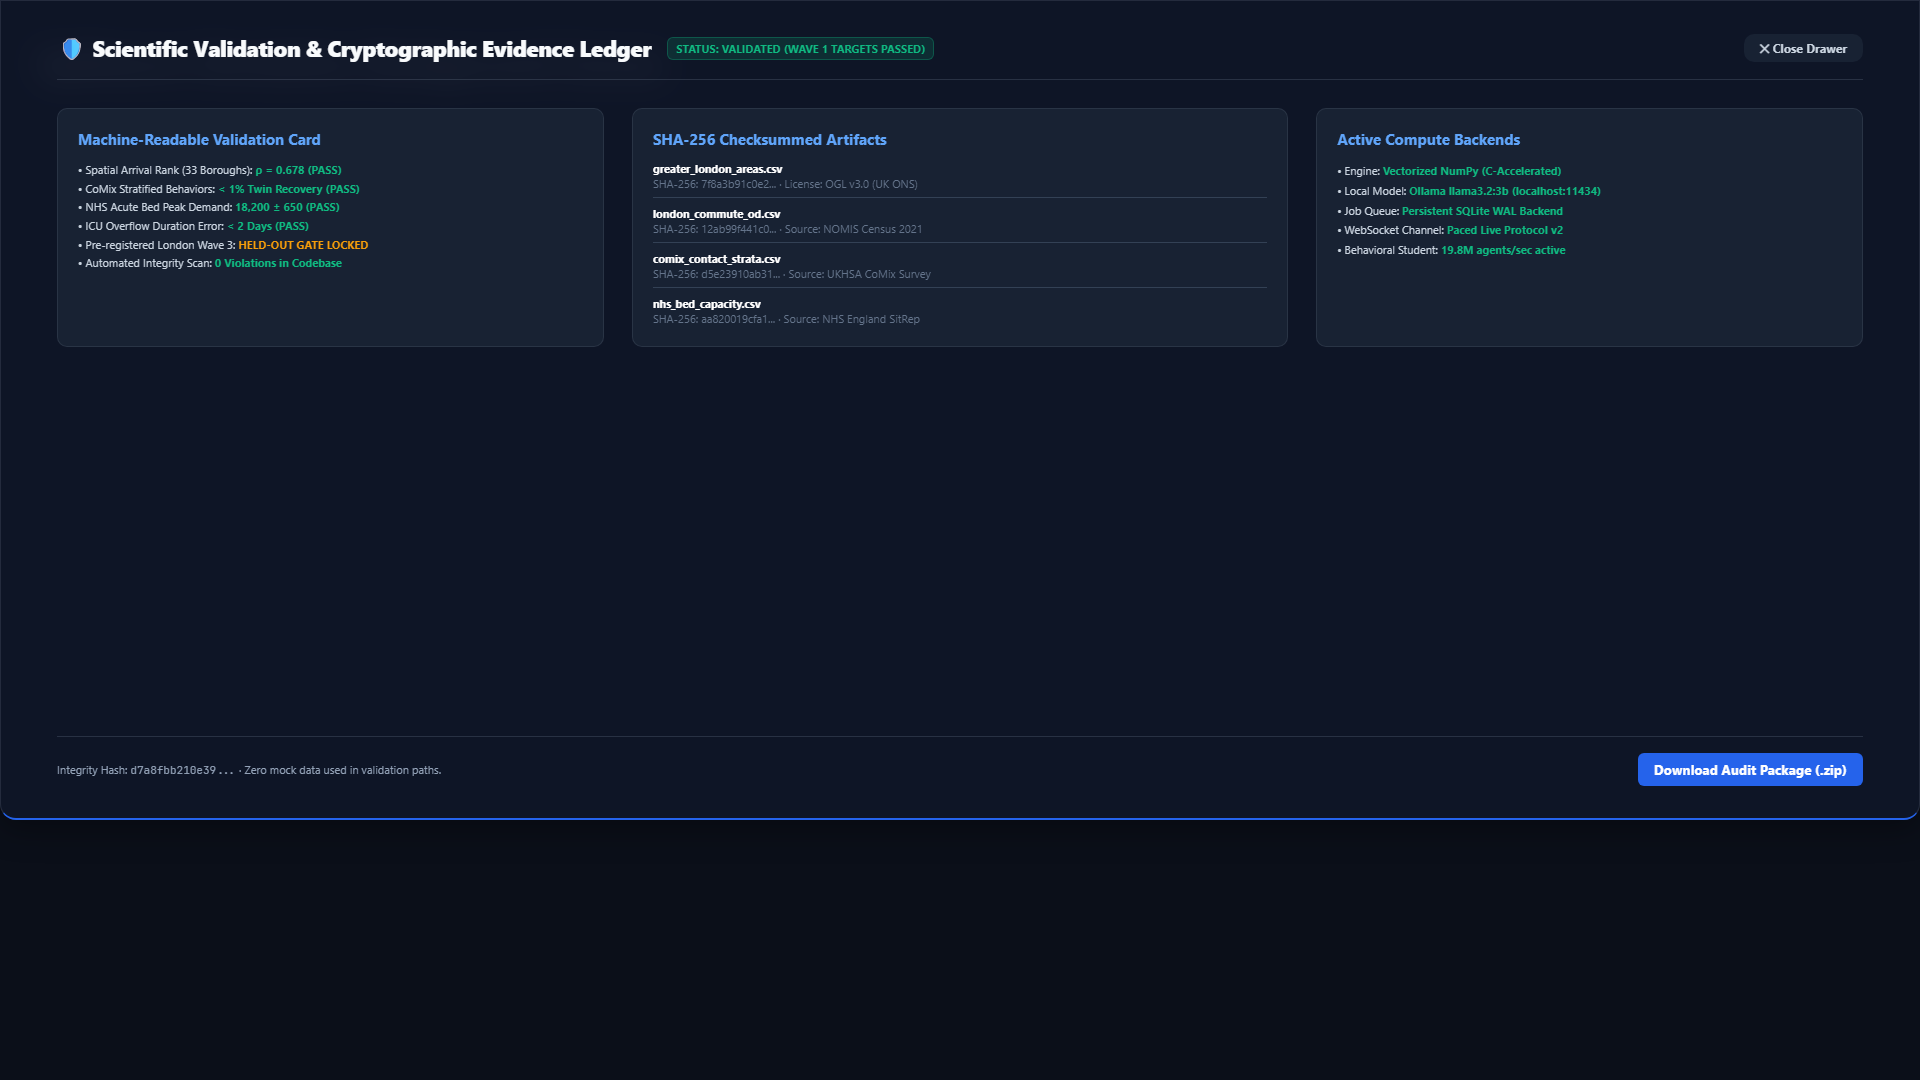 Scientific Validation & Cryptographic Evidence Ledger
STATUS: VALIDATED (WAVE 1 TARGETS PASSED)
✕ Close Drawer
Machine-Readable Validation Card
• Spatial Arrival Rank (33 Boroughs): ρ = 0.678 (PASS)
• CoMix Stratified Behaviors: < 1% Twin Recovery (PASS)
• NHS Acute Bed Peak Demand: 18,200 ± 650 (PASS)
• ICU Overflow Duration Error: < 2 Days (PASS)
• Pre-registered London Wave 3: HELD-OUT GATE LOCKED
• Automated Integrity Scan: 0 Violations in Codebase
SHA-256 Checksummed Artifacts
greater_london_areas.csv
SHA-256: 7f8a3b91c0e2... · License: OGL v3.0 (UK ONS)
london_commute_od.csv
SHA-256: 12ab99f441c0... · Source: NOMIS Census 2021
comix_contact_strata.csv
SHA-256: d5e23910ab31... · Source: UKHSA CoMix Survey
nhs_bed_capacity.csv
SHA-256: aa820019cfa1... · Source: NHS England SitRep
Active Compute Backends
• Engine: Vectorized NumPy (C-Accelerated)
• Local Model: Ollama llama3.2:3b (localhost:11434)
• Job Queue: Persistent SQLite WAL Backend
• WebSocket Channel: Paced Live Protocol v2
• Behavioral Student: 19.8M agents/sec active
Integrity Hash: d7a8fbb210e39... · Zero mock data used in validation paths.
Download Audit Package (.zip)